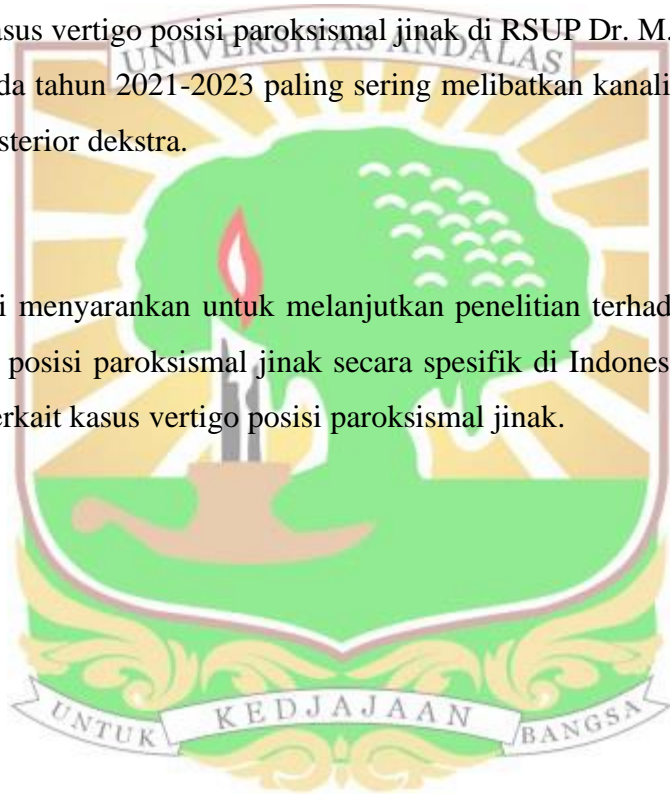 asus vertigo posisi paroksismal jinak di RSUP Dr. M.
UNIVERSITAS ANDALAS
da tahun 2021-2023 paling sering melibatkan kanali
sterior dekstra.
i menyarankan untuk melanjutkan penelitian terhad
posisi paroksismal jinak secara spesifik di Indones
erkait kasus vertigo posisi paroksismal jinak.
UNTUK KEDJAJAAN BANGSA